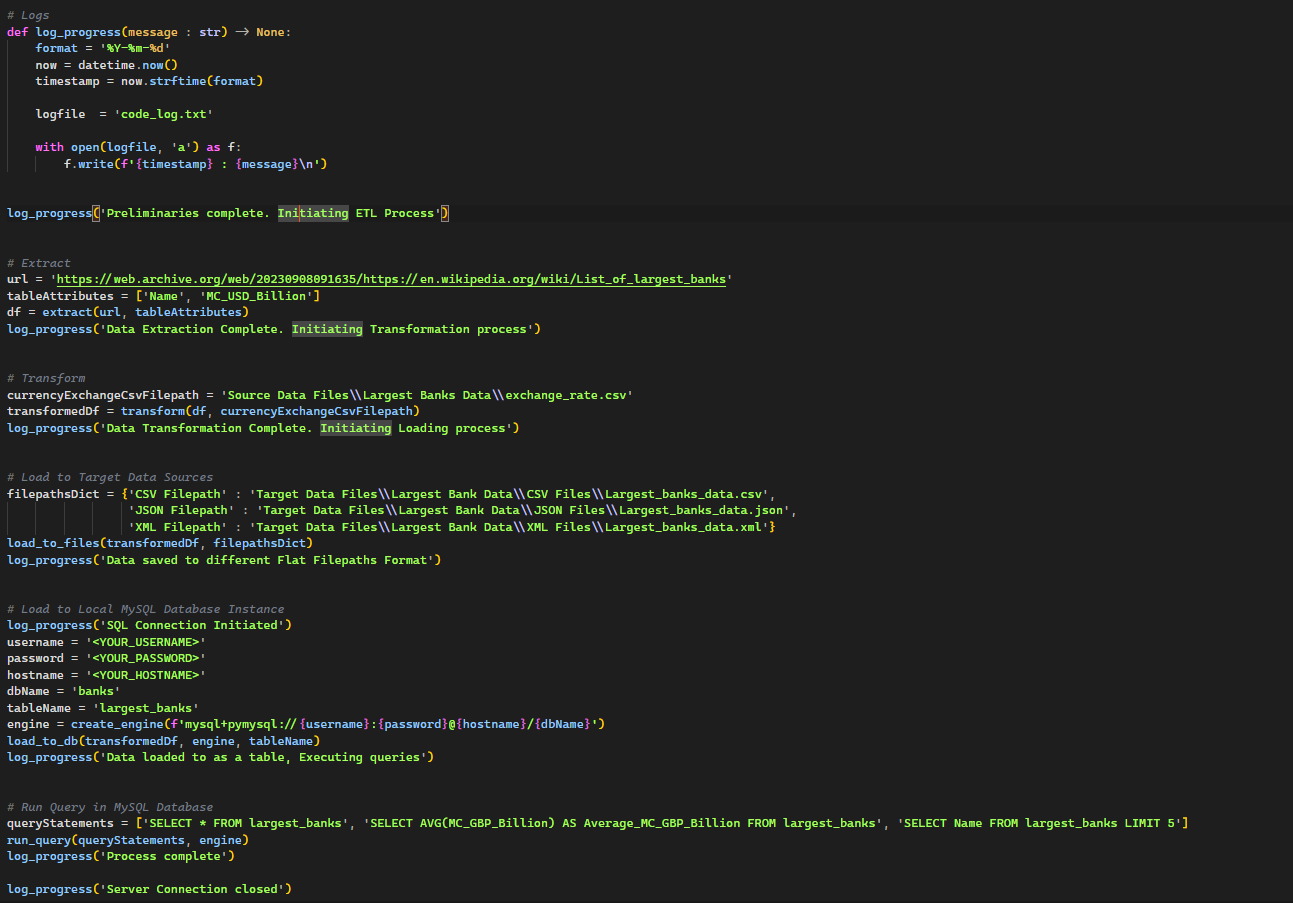 # Logs
def log_progress(message : str) -> None:
    format = '%Y-%m-%d'
    now = datetime.now()
    timestamp = now.strftime(format)
    logfile  = 'code_log.txt'
    with open(logfile, 'a') as f:
        f.write(f'{timestamp} : {message}\n')
log_progress('Preliminaries complete. Initiating ETL Process')
# Extract
url = 'https://web.archive.org/web/20230908091635/https://en.wikipedia.org/wiki/List_of_largest_banks'
tableAttributes = ['Name', 'MC_USD_Billion']
df = extract(url, tableAttributes)
log_progress('Data Extraction Complete. Initiating Transformation process')
# Transform
currencyExchangeCsvFilepath = 'Source Data Files\\Largest Banks Data\\exchange_rate.csv'
transformedDf = transform(df, currencyExchangeCsvFilepath)
log_progress('Data Transformation Complete. Initiating Loading process')
# Load to Target Data Sources
filepathsDict = {'CSV Filepath' : 'Target Data Files\\Largest Bank Data\\CSV Files\\Largest_banks_data.csv',
                 'JSON Filepath' : 'Target Data Files\\Largest Bank Data\\JSON Files\\Largest_banks_data.json',
                 'XML Filepath' : 'Target Data Files\\Largest Bank Data\\XML Files\\Largest_banks_data.xml'}
load_to_files(transformedDf, filepathsDict)
log_progress('Data saved to different Flat Filepaths Format')
# Load to Local MySQL Database Instance
log_progress('SQL Connection Initiated')
username = '<YOUR_USERNAME>'
password = '<YOUR_PASSWORD>'
hostname = '<YOUR_HOSTNAME>'
dbName = 'banks'
tableName = 'largest_banks'
engine = create_engine(f'mysql+pymysql://{username}:{password}@{hostname}/{dbName}')
load_to_db(transformedDf, engine, tableName)
log_progress('Data loaded to as a table, Executing queries')
# Run Query in MySQL Database
queryStatements = ['SELECT * FROM largest_banks', 'SELECT AVG(MC_GBP_Billion) AS Average_MC_GBP_Billion FROM largest_banks', 'SELECT Name FROM largest_banks LIMIT 5']
run_query(queryStatements, engine)
log_progress('Process complete')
log_progress('Server Connection closed')